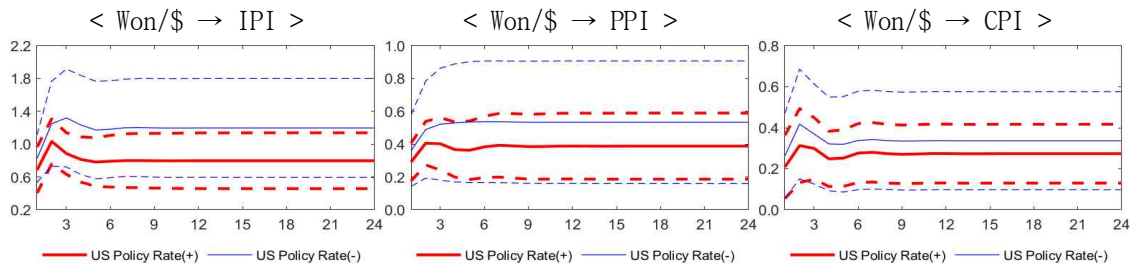 < Won/$ → IPI >
2.2
1.8
1.4
1.0
0.6
0.2
3 6 9 12 15 18 21 24
US Policy Rate(+) US Policy Rate(-)
< Won/$ → PPI >
1.0
0.8
0.6
0.4
0.2
0.0
3 6 9 12 15 18 21 24
US Policy Rate(+) US Policy Rate(-)
< Won/$ → CPI >
0.8
0.6
0.4
0.2
0.0
3 6 9 12 15 18 21 24
US Policy Rate(+) US Policy Rate(-)